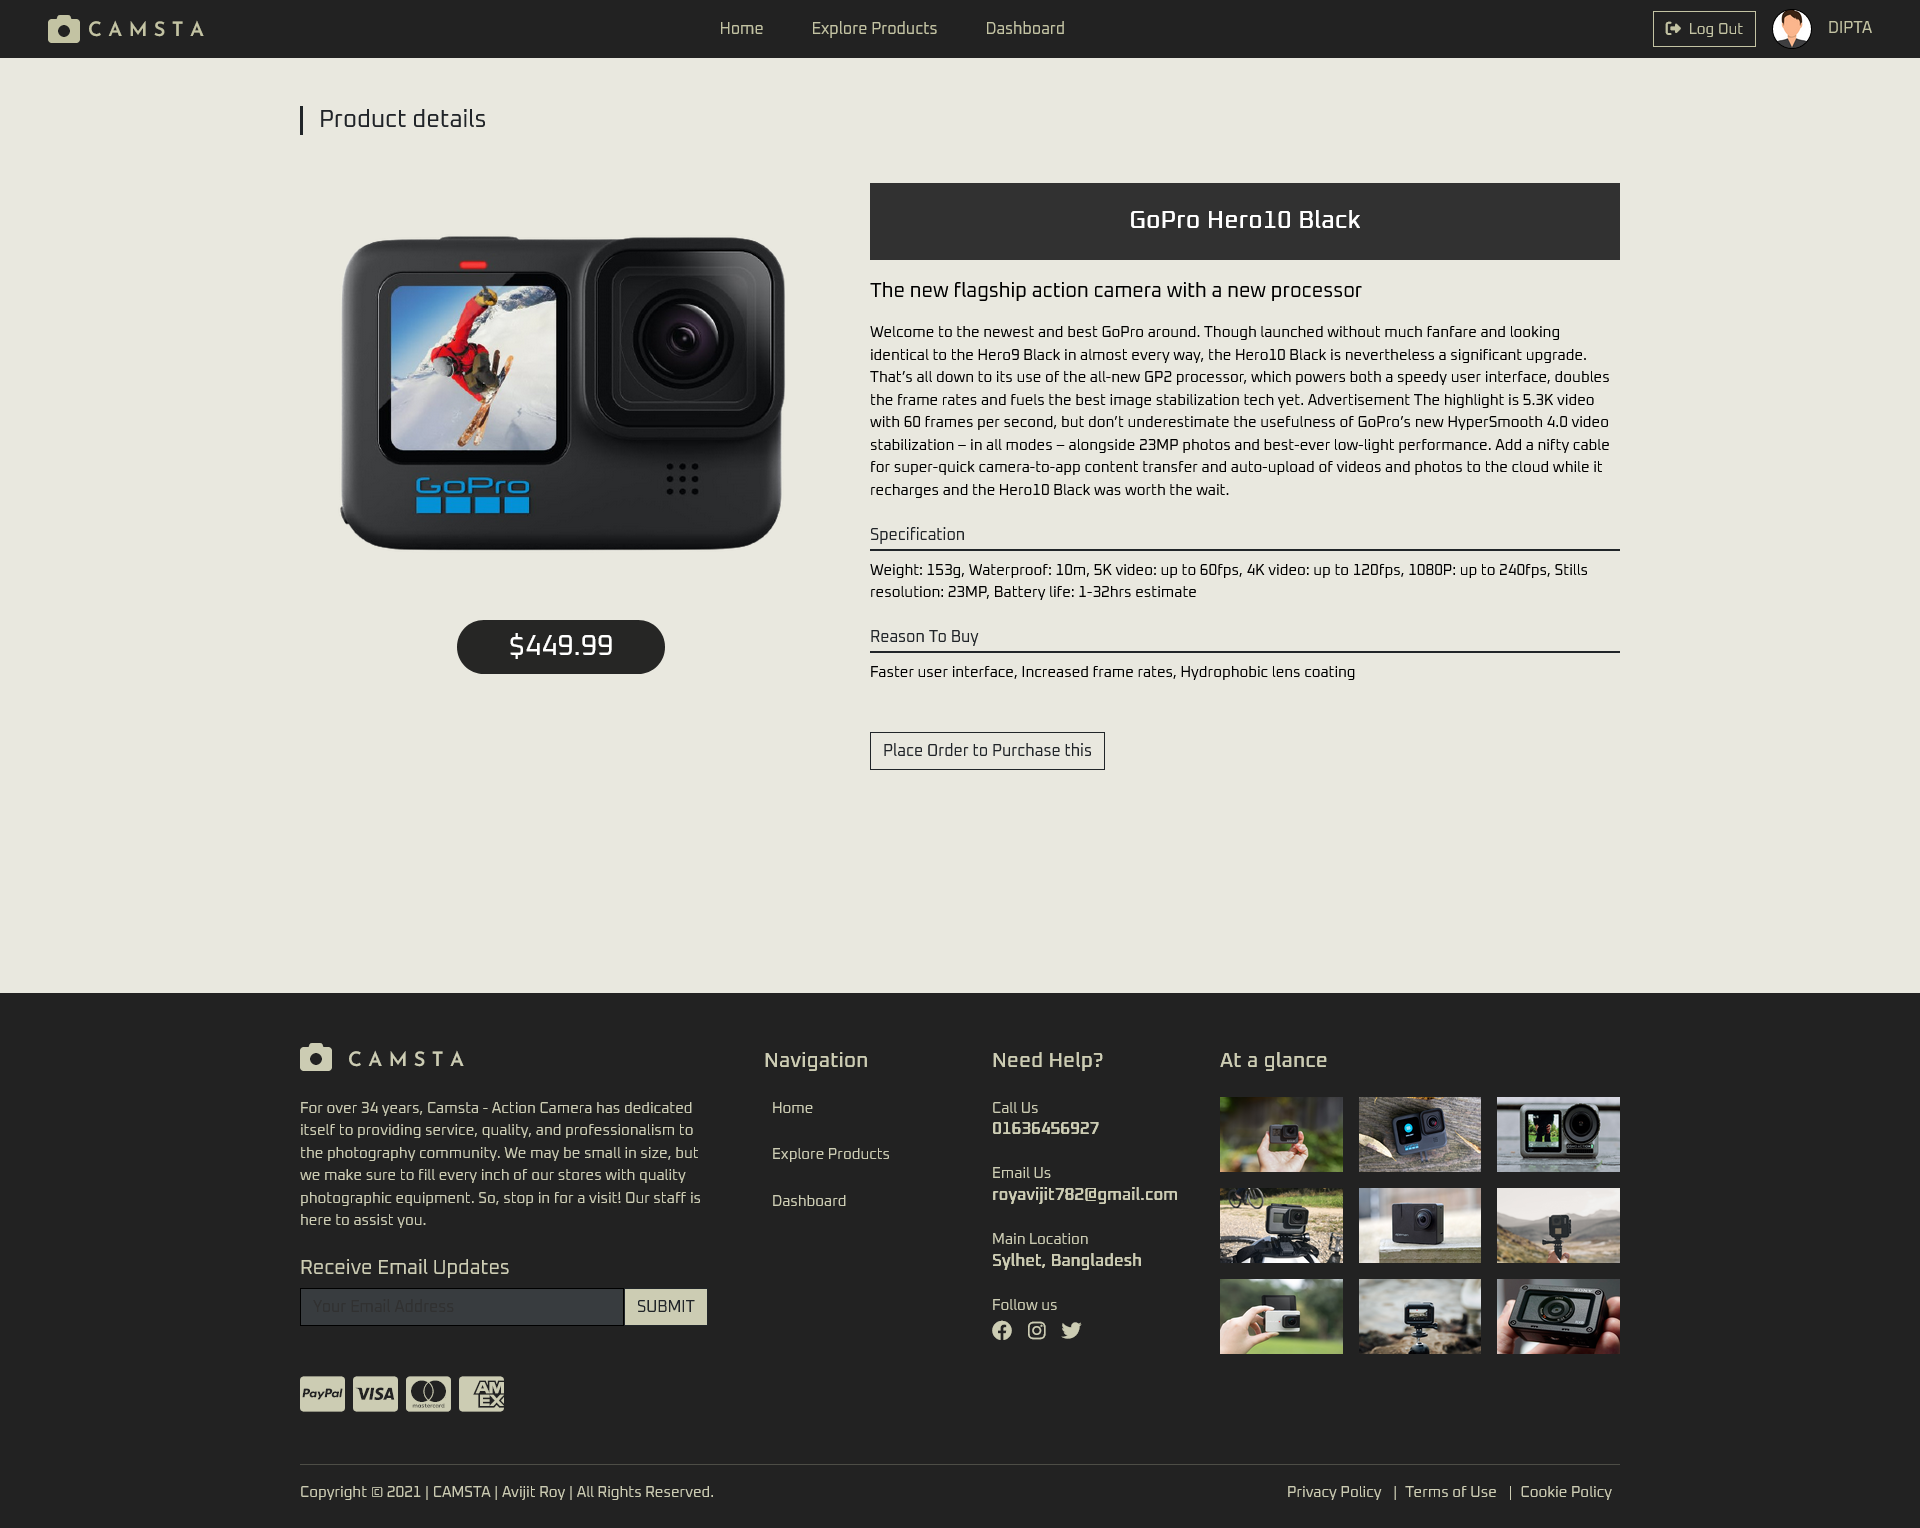 CAMSTA
Home
Explore Products
Dashboard
Log Out
DIPTA
Product details
GoPro
$449.99
GoPro Hero10 Black
The new flagship action camera with a new processor
Welcome to the newest and best GoPro around. Though launched without much fanfare and looking
identical to the Hero9 Black in almost every way, the Hero10 Black is nevertheless a significant upgrade.
That’s all down to its use of the all-new GP2 processor, which powers both a speedy user interface, doubles
the frame rates and fuels the best image stabilization tech yet. Advertisement The highlight is 5.3K video
with 60 frames per second, but don’t underestimate the usefulness of GoPro’s new HyperSmooth 4.0 video
stabilization – in all modes – alongside 23MP photos and best-ever low-light performance. Add a nifty cable
for super-quick camera-to-app content transfer and auto-upload of videos and photos to the cloud while it
recharges and the Hero10 Black was worth the wait.
Specification
Weight: 153g, Waterproof: 10m, 5K video: up to 60fps, 4K video: up to 120fps, 1080P: up to 240fps, Stills
resolution: 23MP, Battery life: 1-32hrs estimate
Reason To Buy
Faster user interface, Increased frame rates, Hydrophobic lens coating
Place Order to Purchase this
CAMSTA
For over 34 years, Camsta - Action Camera has dedicated
itself to providing service, quality, and professionalism to
the photography community. We may be small in size, but
we make sure to fill every inch of our stores with quality
photographic equipment. So, stop in for a visit! Our staff is
here to assist you.
Receive Email Updates
Your Email Address
SUBMIT
PayPal
VISA
mastercard
AM
EX
Navigation
Home
Explore Products
Dashboard
Need Help?
Call Us
01636456927
Email Us
royavijit782@gmail.com
Main Location
Sylhet, Bangladesh
Follow us
At a glance
SONY
Copyright © 2021 | CAMSTA | Avijit Roy | All Rights Reserved.
Privacy Policy | Terms of Use | Cookie Policy